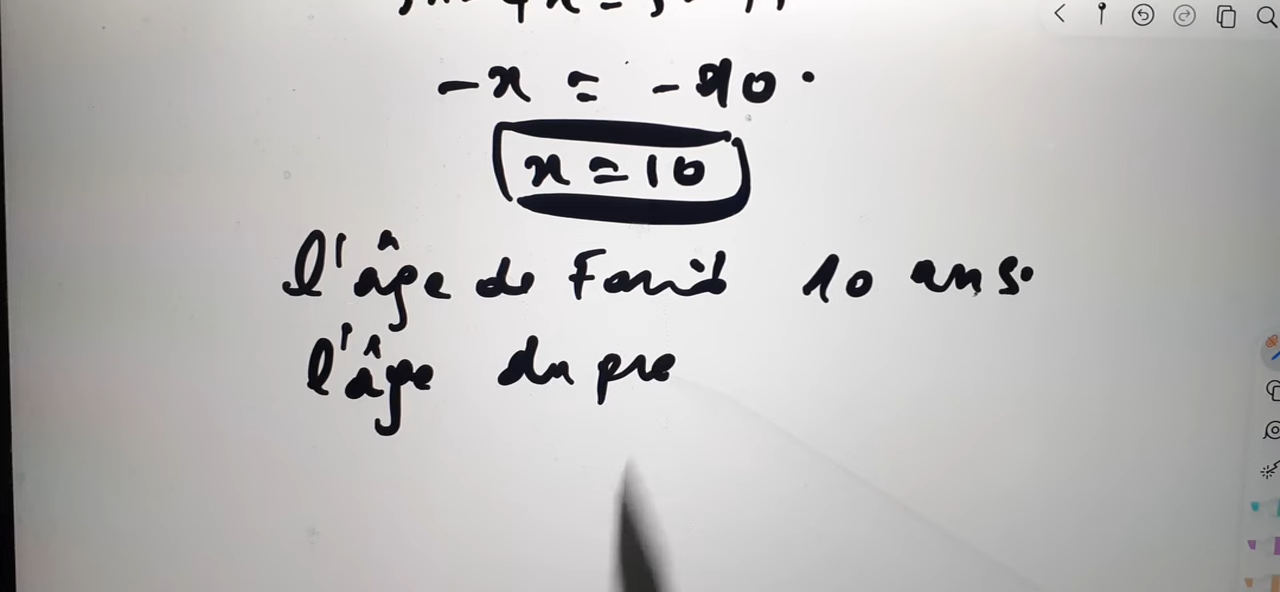 -x = -10
x = 10
l'âge de Farid 10 ans.
l'âge du pre